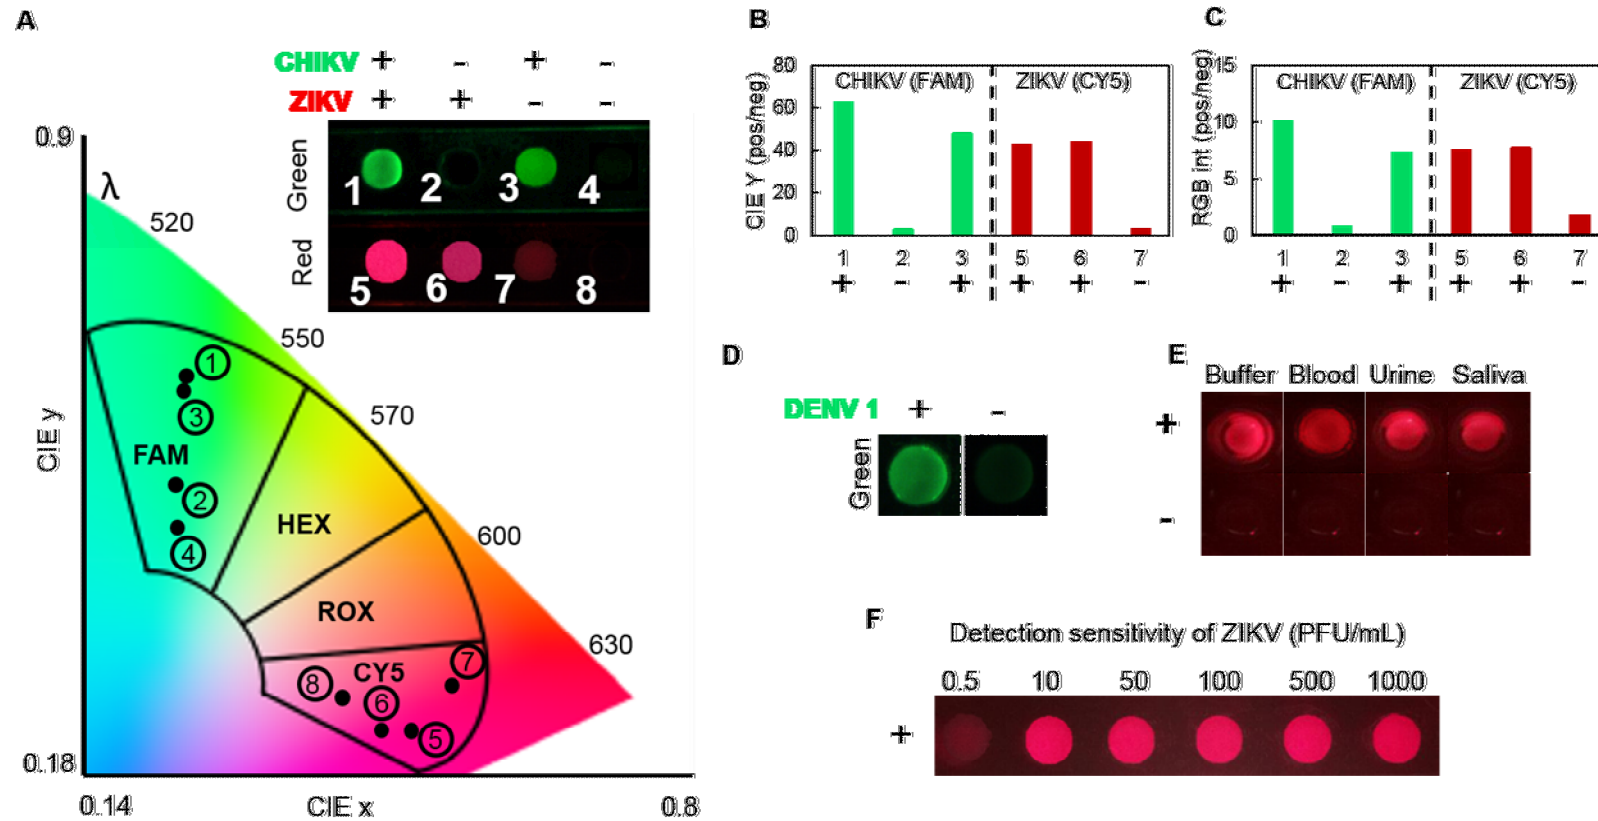 A
CHIKV + - + -
ZIKV + + - -
Green
1 2 3 4
Red
5 6 7 8
0.9
λ
520
550
570
600
630
CIE y
1
3
FAM
2
4
HEX
ROX
CY5
7
8
6
5
0.18
0.14
CIE x
0.8
B
CIE Y (pos/neg)
80
60
40
20
0
CHIKV (FAM) ZIKV (CY5)
1 2 3 5 6 7
+ - + + + -
C
RGB int (pos/neg)
15
10
5
0
CHIKV (FAM) ZIKV (CY5)
1 2 3 5 6 7
+ - + + + -
D
DENV 1 + -
Green
E
Buffer Blood Urine Saliva
+
-
F
Detection sensitivity of ZIKV (PFU/mL)
0.5 10 50 100 500 1000
+